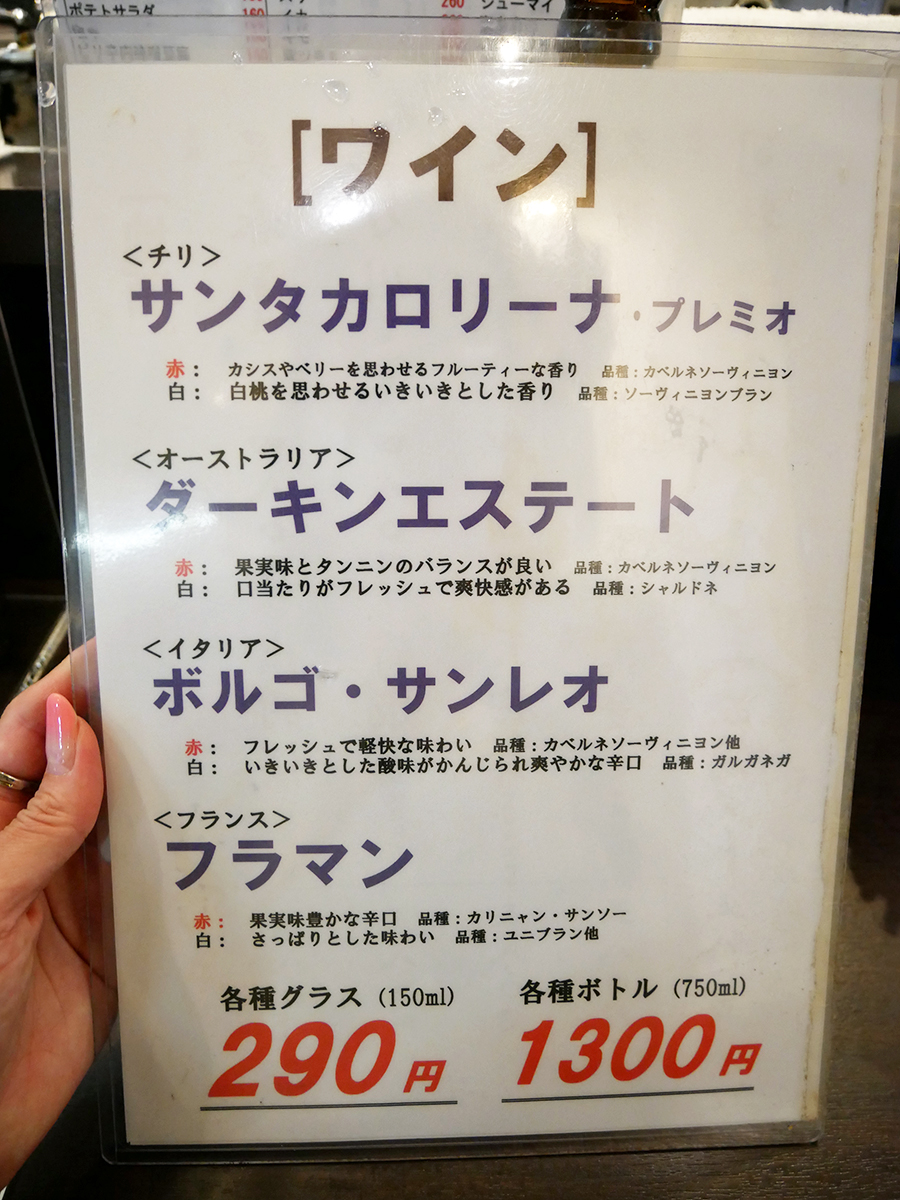 ポテトサラダ 160
260 シューマイ
[ワイン]
＜チリ＞
サンタカロリーナ・プレミオ
赤： カシスやベリーを思わせるフルーティーな香り 品種：カベルネソーヴィニヨン
白： 白桃を思わせるいきいきとした香り 品種：ソーヴィニヨンブラン
＜オーストラリア＞
ダーキンエステート
赤： 果実味とタンニンのバランスが良い 品種：カベルネソーヴィニヨン
白： 口当たりがフレッシュで爽快感がある 品種：シャルドネ
＜イタリア＞
ボルゴ・サンレオ
赤： フレッシュで軽快な味わい 品種：カベルネソーヴィニヨン他
白： いきいきとした酸味がかんじられ爽やかな辛口 品種：ガルガネガ
＜フランス＞
フラマン
赤： 果実味豊かな辛口 品種：カリニャン・サンソー
白： さっぱりとした味わい 品種：ユニブラン他
各種グラス (150ml) 各種ボトル (750ml)
290円 1300円